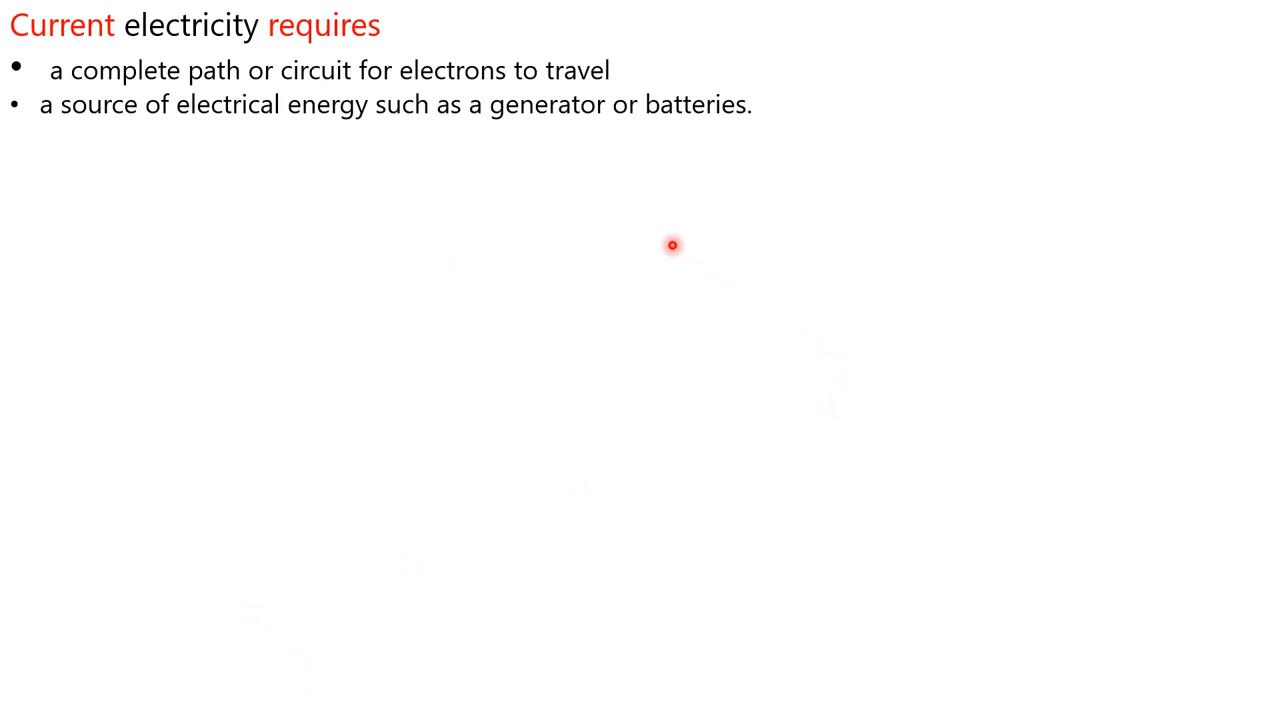 Current electricity requires
• a complete path or circuit for electrons to travel
• a source of electrical energy such as a generator or batteries.